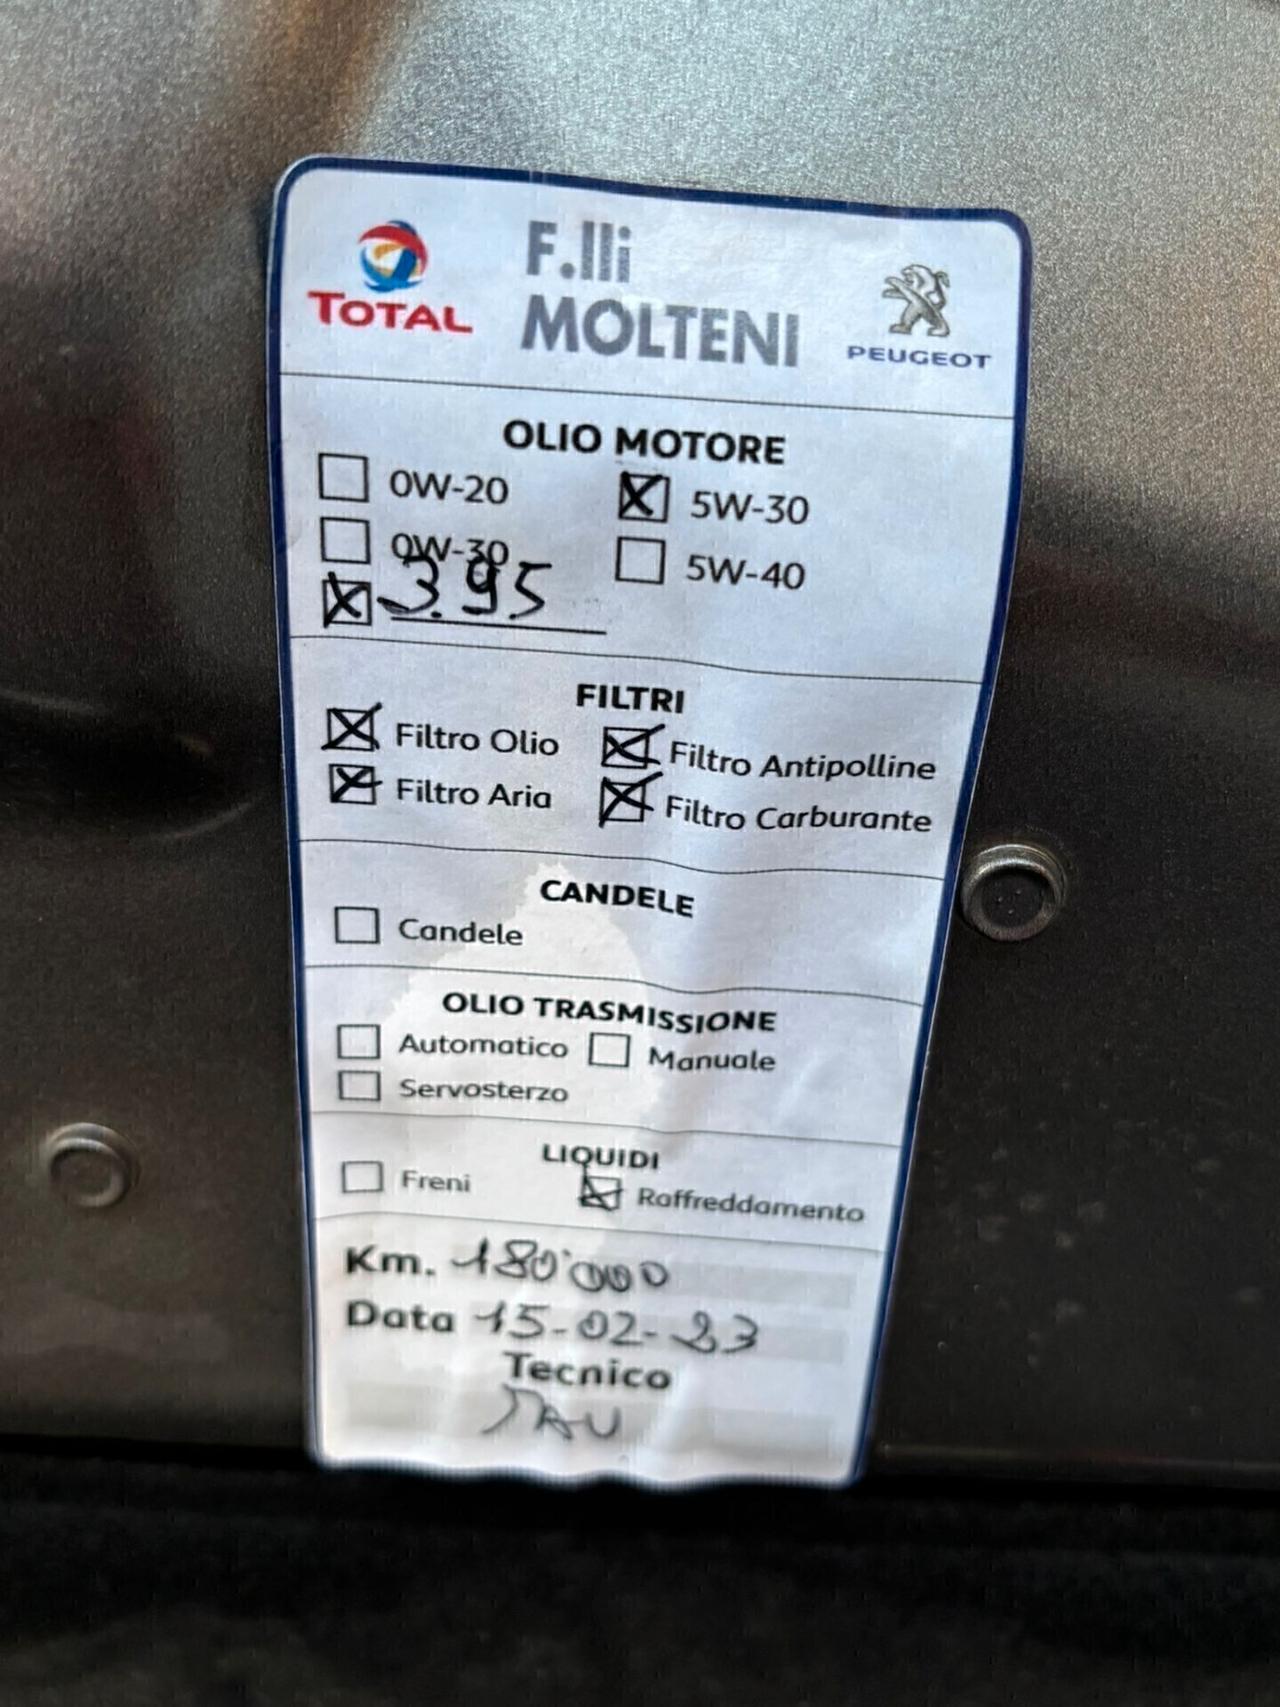 TOTAL
F.lli
MOLTENI
PEUGEOT
OLIO MOTORE
0W-20
5W-30
0W-30
5W-40
3.95
FILTRI
Filtro Olio
Filtro Antipolline
Filtro Aria
Filtro Carburante
CANDELE
Candele
OLIO TRASMISSIONE
Automatico
Manuale
Servosterzo
LIQUIDI
Freni
Raffreddamento
Km. 180'000
Data 15-02-23
Tecnico